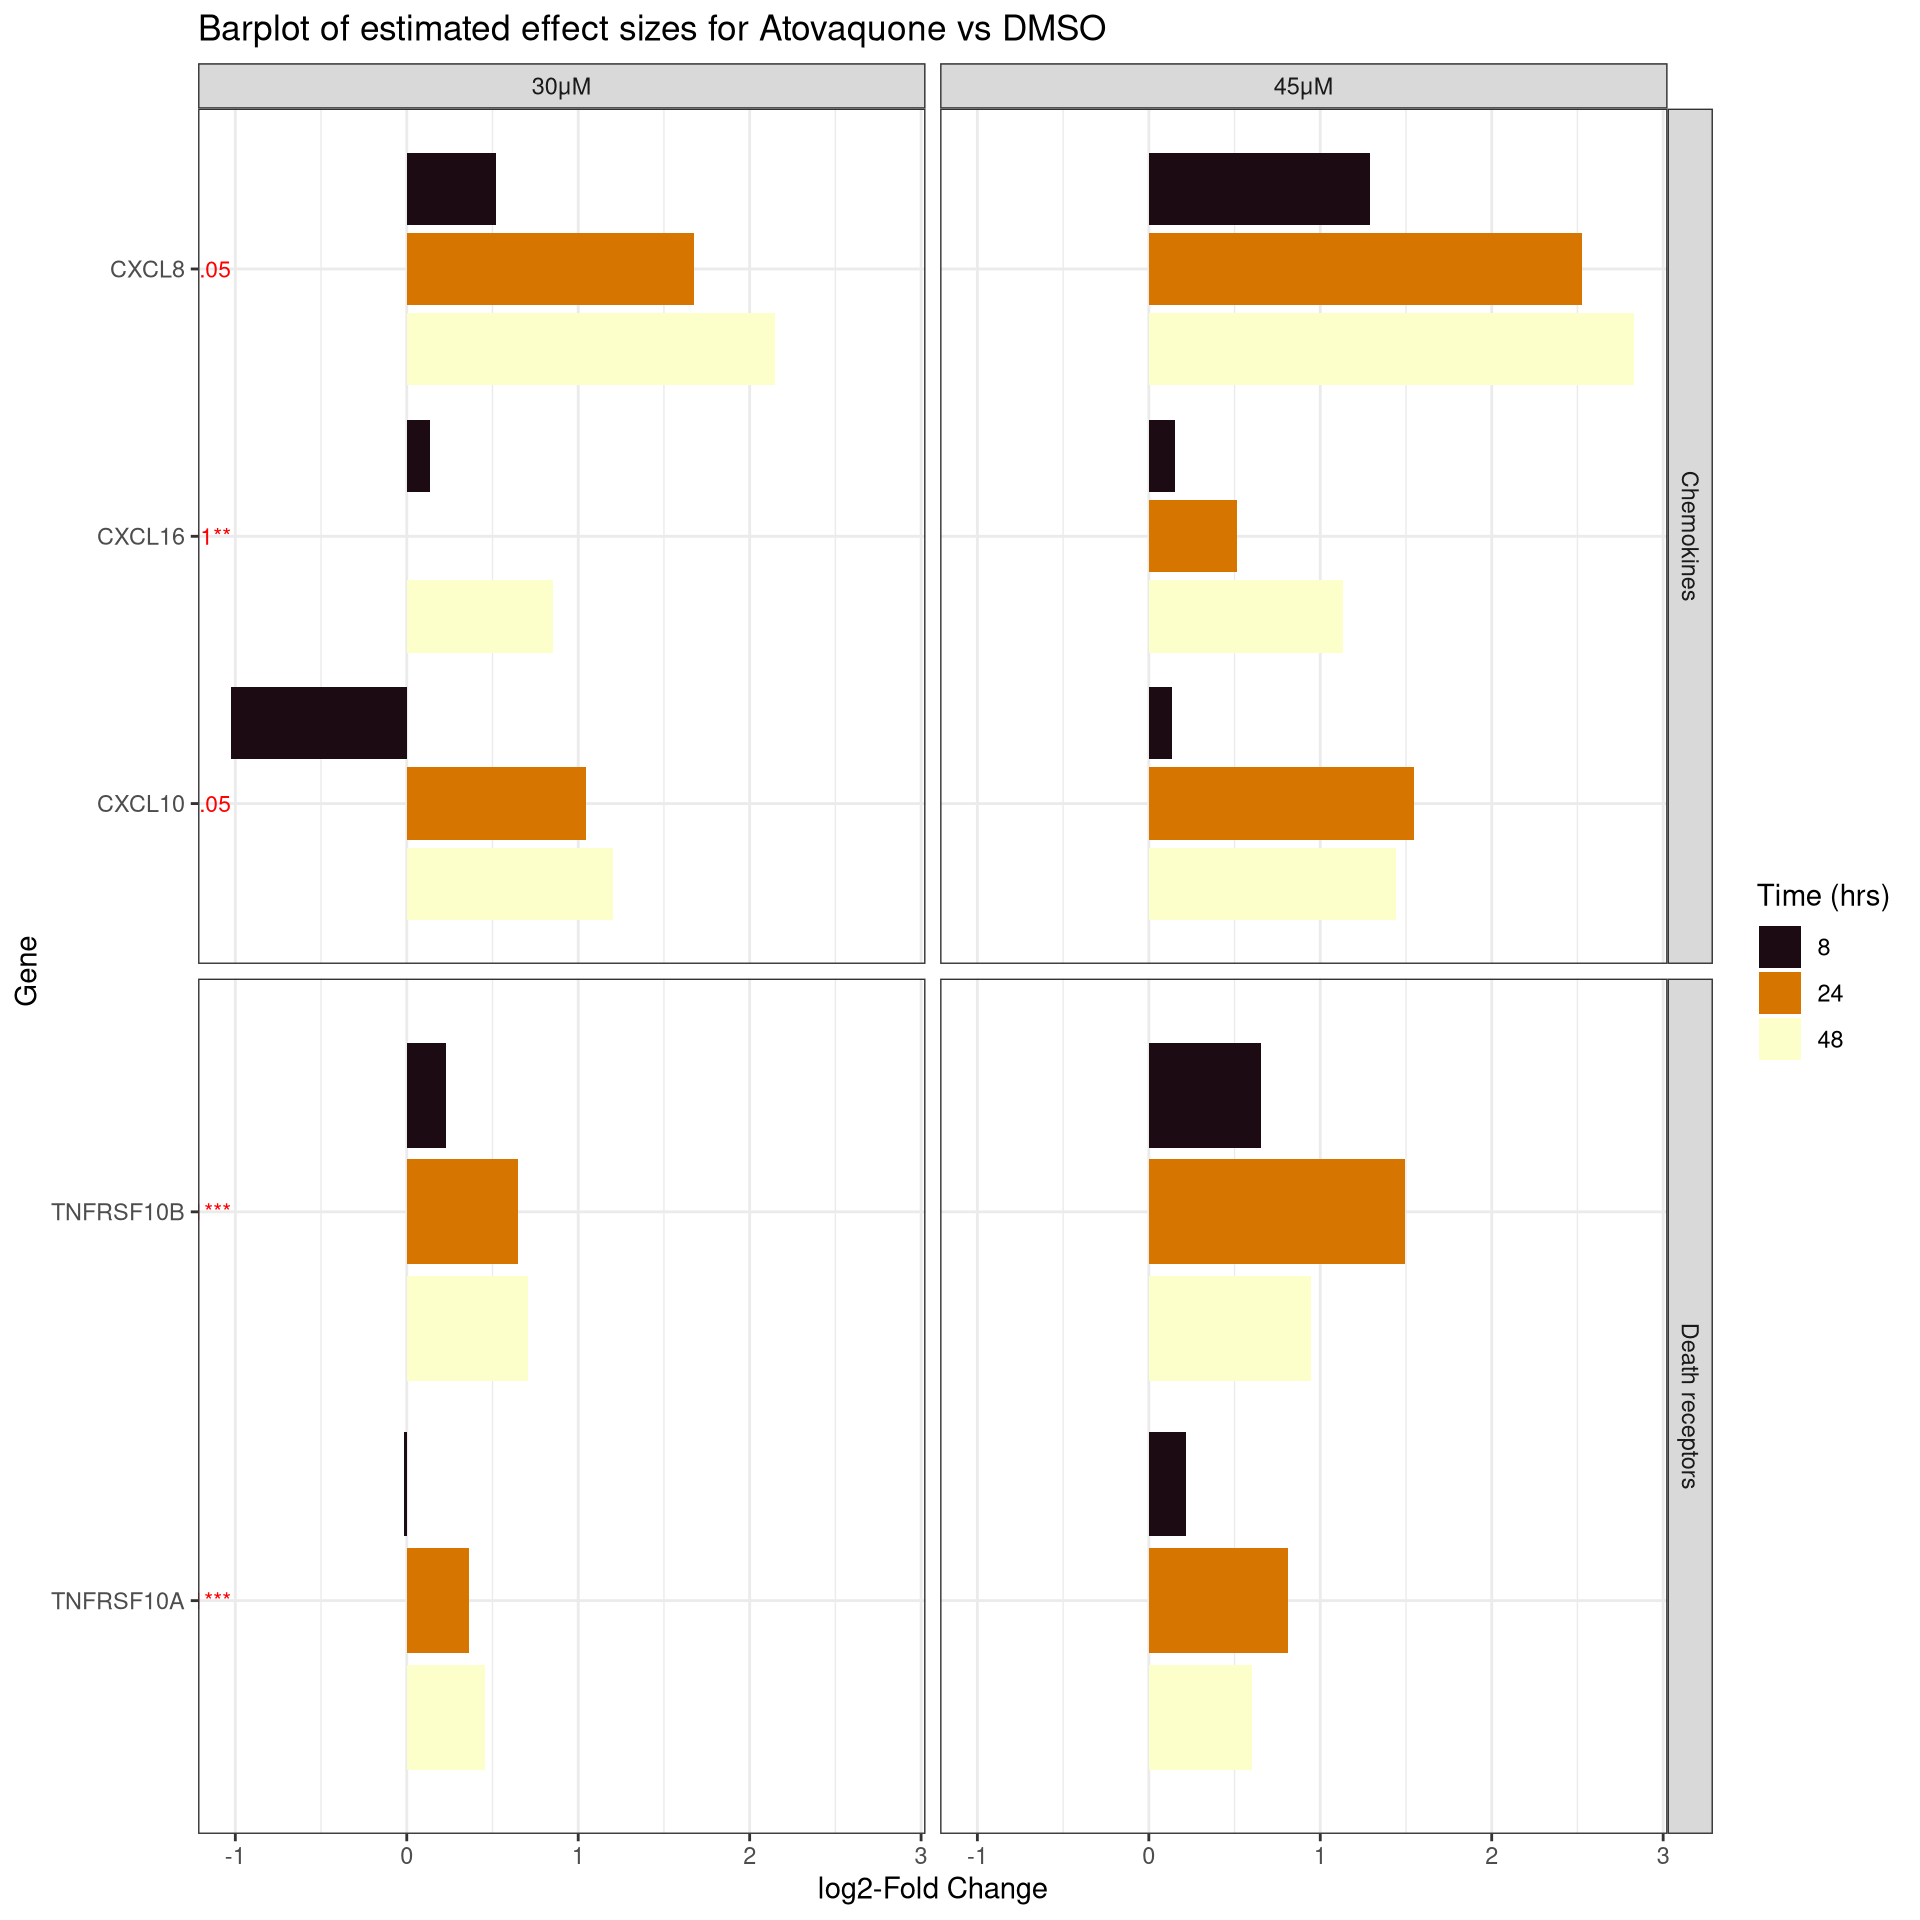 Barplot of estimated effect sizes for Atovaquone vs DMSO
30µM
45µM
CXCL8
.05
CXCL16
1**
CXCL10
.05
Chemokines
TNFRSF10B
***
TNFRSF10A
***
Death receptors
Gene
-1 0 1 2 3
-1 0 1 2 3
log2-Fold Change
Time (hrs)
8
24
48